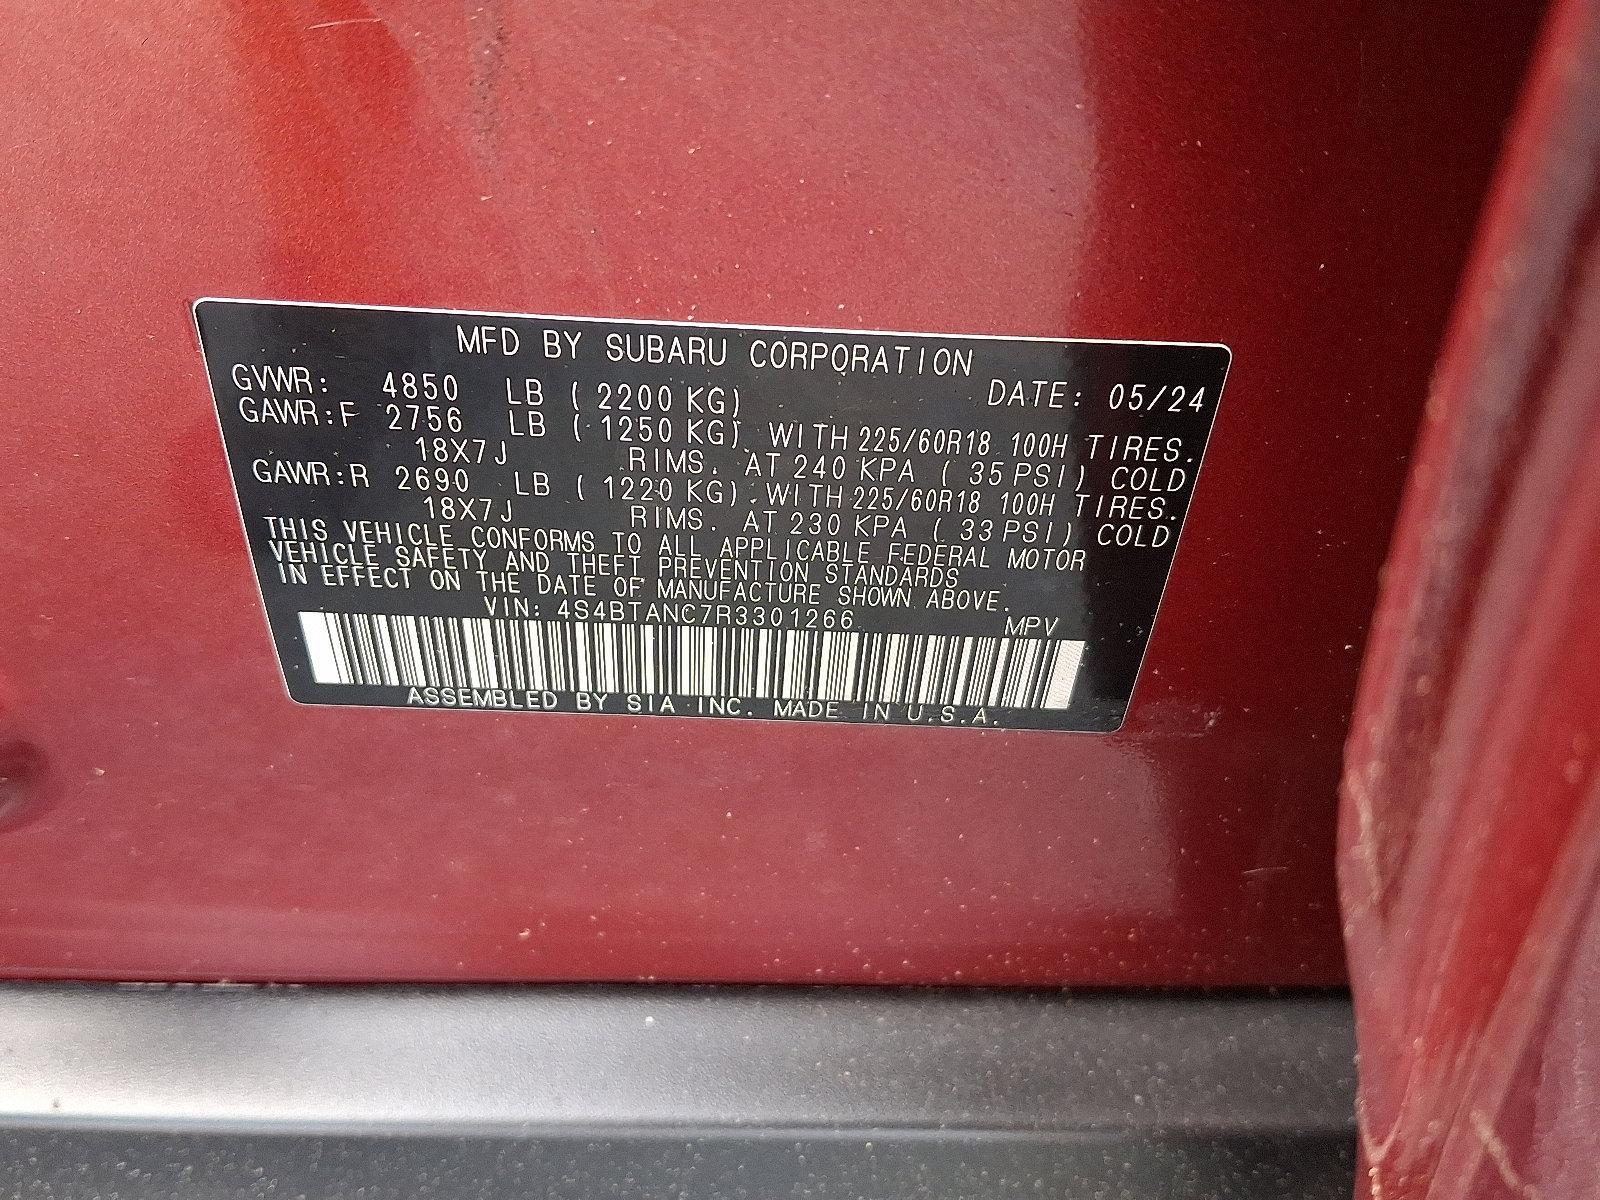 MFD BY SUBARU CORPORATION
GVWR: 4850 LB ( 2200 KG) DATE: 05/24
GAWR:F 2756 LB ( 1250 KG). WITH 225/60R18 100H TIRES.
18X7J RIMS. AT 240 KPA ( 35 PSI) COLD
GAWR:R 2690 LB ( 1220 KG). WITH 225/60R18 100H TIRES.
18X7J RIMS. AT 230 KPA ( 33 PSI) COLD
THIS VEHICLE CONFORMS TO ALL APPLICABLE FEDERAL MOTOR
VEHICLE SAFETY AND THEFT PREVENTION STANDARDS
IN EFFECT ON THE DATE OF MANUFACTURE SHOWN ABOVE.
VIN: 4S4BTANC7R3301266 MPV
ASSEMBLED BY SIA INC. MADE IN U.S.A.